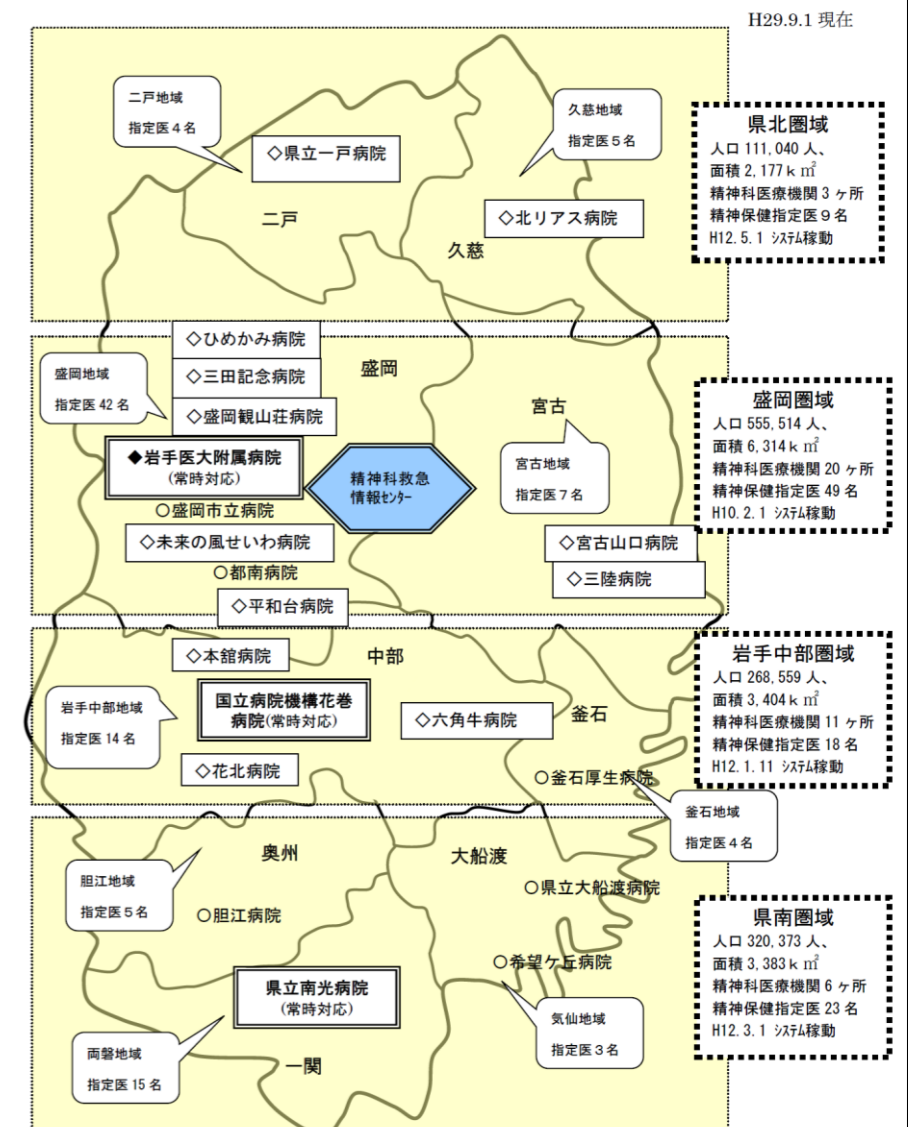 H29.9.1 現在
二戸地域
指定医4名
◇県立一戸病院
二戸
久慈地域
指定医5名
◇北リアス病院
久慈
県北圏域
人口 111,040 人、
面積 2,177ｋ㎡
精神科医療機関 3 ヶ所
精神保健指定医９名
H12.5.1 ｼｽﾃﾑ稼動
◇ひめかみ病院
◇三田記念病院
◇盛岡観山荘病院
盛岡
盛岡地域
指定医 42 名
◆岩手医大附属病院
(常時対応)
精神科救急
情報ｾﾝﾀｰ
○盛岡市立病院
◇未来の風せいわ病院
○都南病院
◇平和台病院
宮古
宮古地域
指定医７名
◇宮古山口病院
◇三陸病院
盛岡圏域
人口 555,514 人、
面積 6,314ｋ㎡
精神科医療機関 20 ヶ所
精神保健指定医 49 名
H10.2.1 ｼｽﾃﾑ稼動
◇本舘病院
中部
岩手中部地域
指定医 14 名
国立病院機構花巻
病院(常時対応)
◇六角牛病院
釜石
◇花北病院
○釜石厚生病院
釜石地域
指定医４名
岩手中部圏域
人口 268,559 人、
面積 3,404ｋ㎡
精神科医療機関 11 ヶ所
精神保健指定医 18 名
H12.1.11 ｼｽﾃﾑ稼動
奥州
大船渡
胆江地域
指定医５名
○胆江病院
○県立大船渡病院
○希望ケ丘病院
県立南光病院
(常時対応)
気仙地域
指定医３名
両磐地域
指定医 15 名
一関
県南圏域
人口 320,373 人、
面積 3,383ｋ㎡
精神科医療機関 6 ヶ所
精神保健指定医 23 名
H12.3.1 ｼｽﾃﾑ稼動